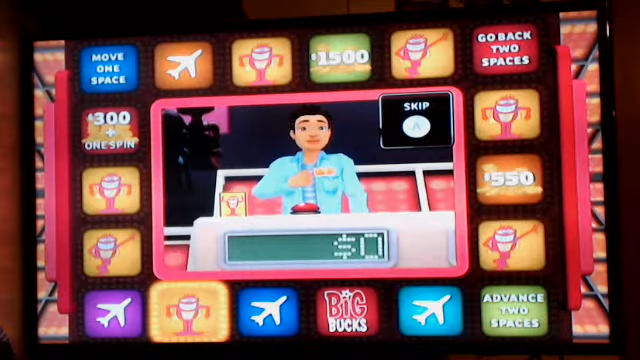 MOVE
ONE
SPACE
$1500
GO BACK
TWO
SPACES
$300
+
ONE SPIN
SKIP
A
$550
$0
BIG
BUCKS
ADVANCE
TWO
SPACES